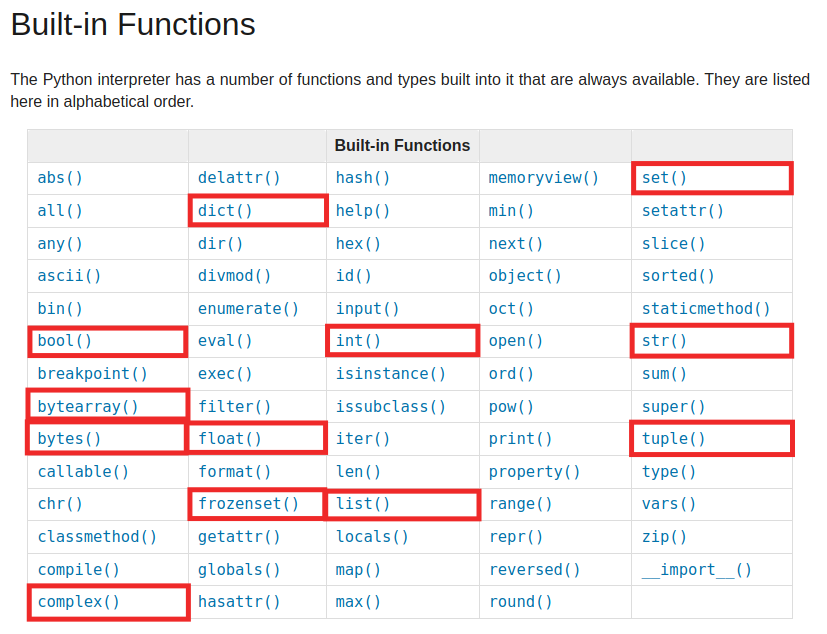 Built-in Functions
The Python interpreter has a number of functions and types built into it that are always available. They are listed
here in alphabetical order.
Built-in Functions
abs() delattr() hash() memoryview() set()
all() dict() help() min() setattr()
any() dir() hex() next() slice()
ascii() divmod() id() object() sorted()
bin() enumerate() input() oct() staticmethod()
bool() eval() int() open() str()
breakpoint() exec() isinstance() ord() sum()
bytearray() filter() issubclass() pow() super()
bytes() float() iter() print() tuple()
callable() format() len() property() type()
chr() frozenset() list() range() vars()
classmethod() getattr() locals() repr() zip()
compile() globals() map() reversed() __import__()
complex() hasattr() max() round()